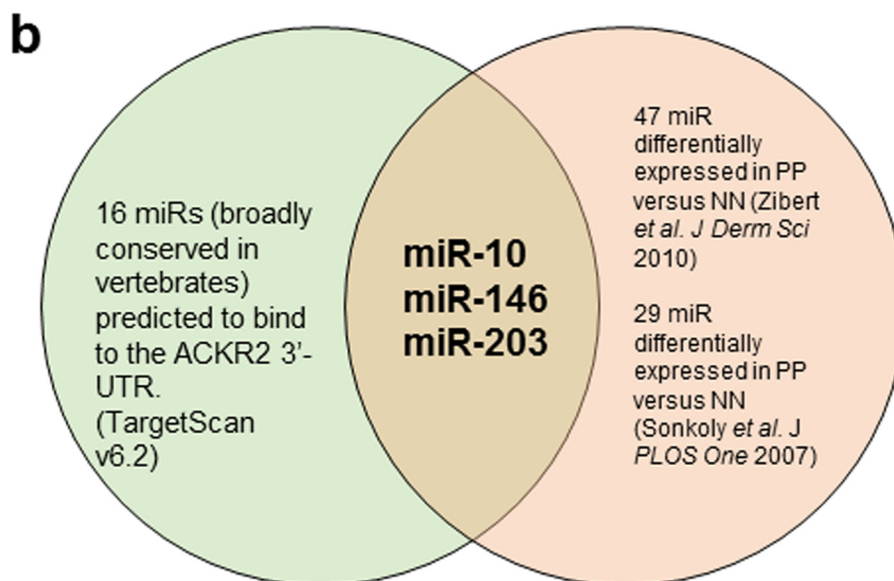 b
16 miRs (broadly
conserved in
vertebrates)
predicted to bind
to the ACKR2 3’-
UTR.
(TargetScan
v6.2)
miR-10
miR-146
miR-203
47 miR
differentially
expressed in PP
versus NN (Zibert
et al. J Derm Sci
2010)
29 miR
differentially
expressed in PP
versus NN
(Sonkoly et al. J
PLOS One 2007)